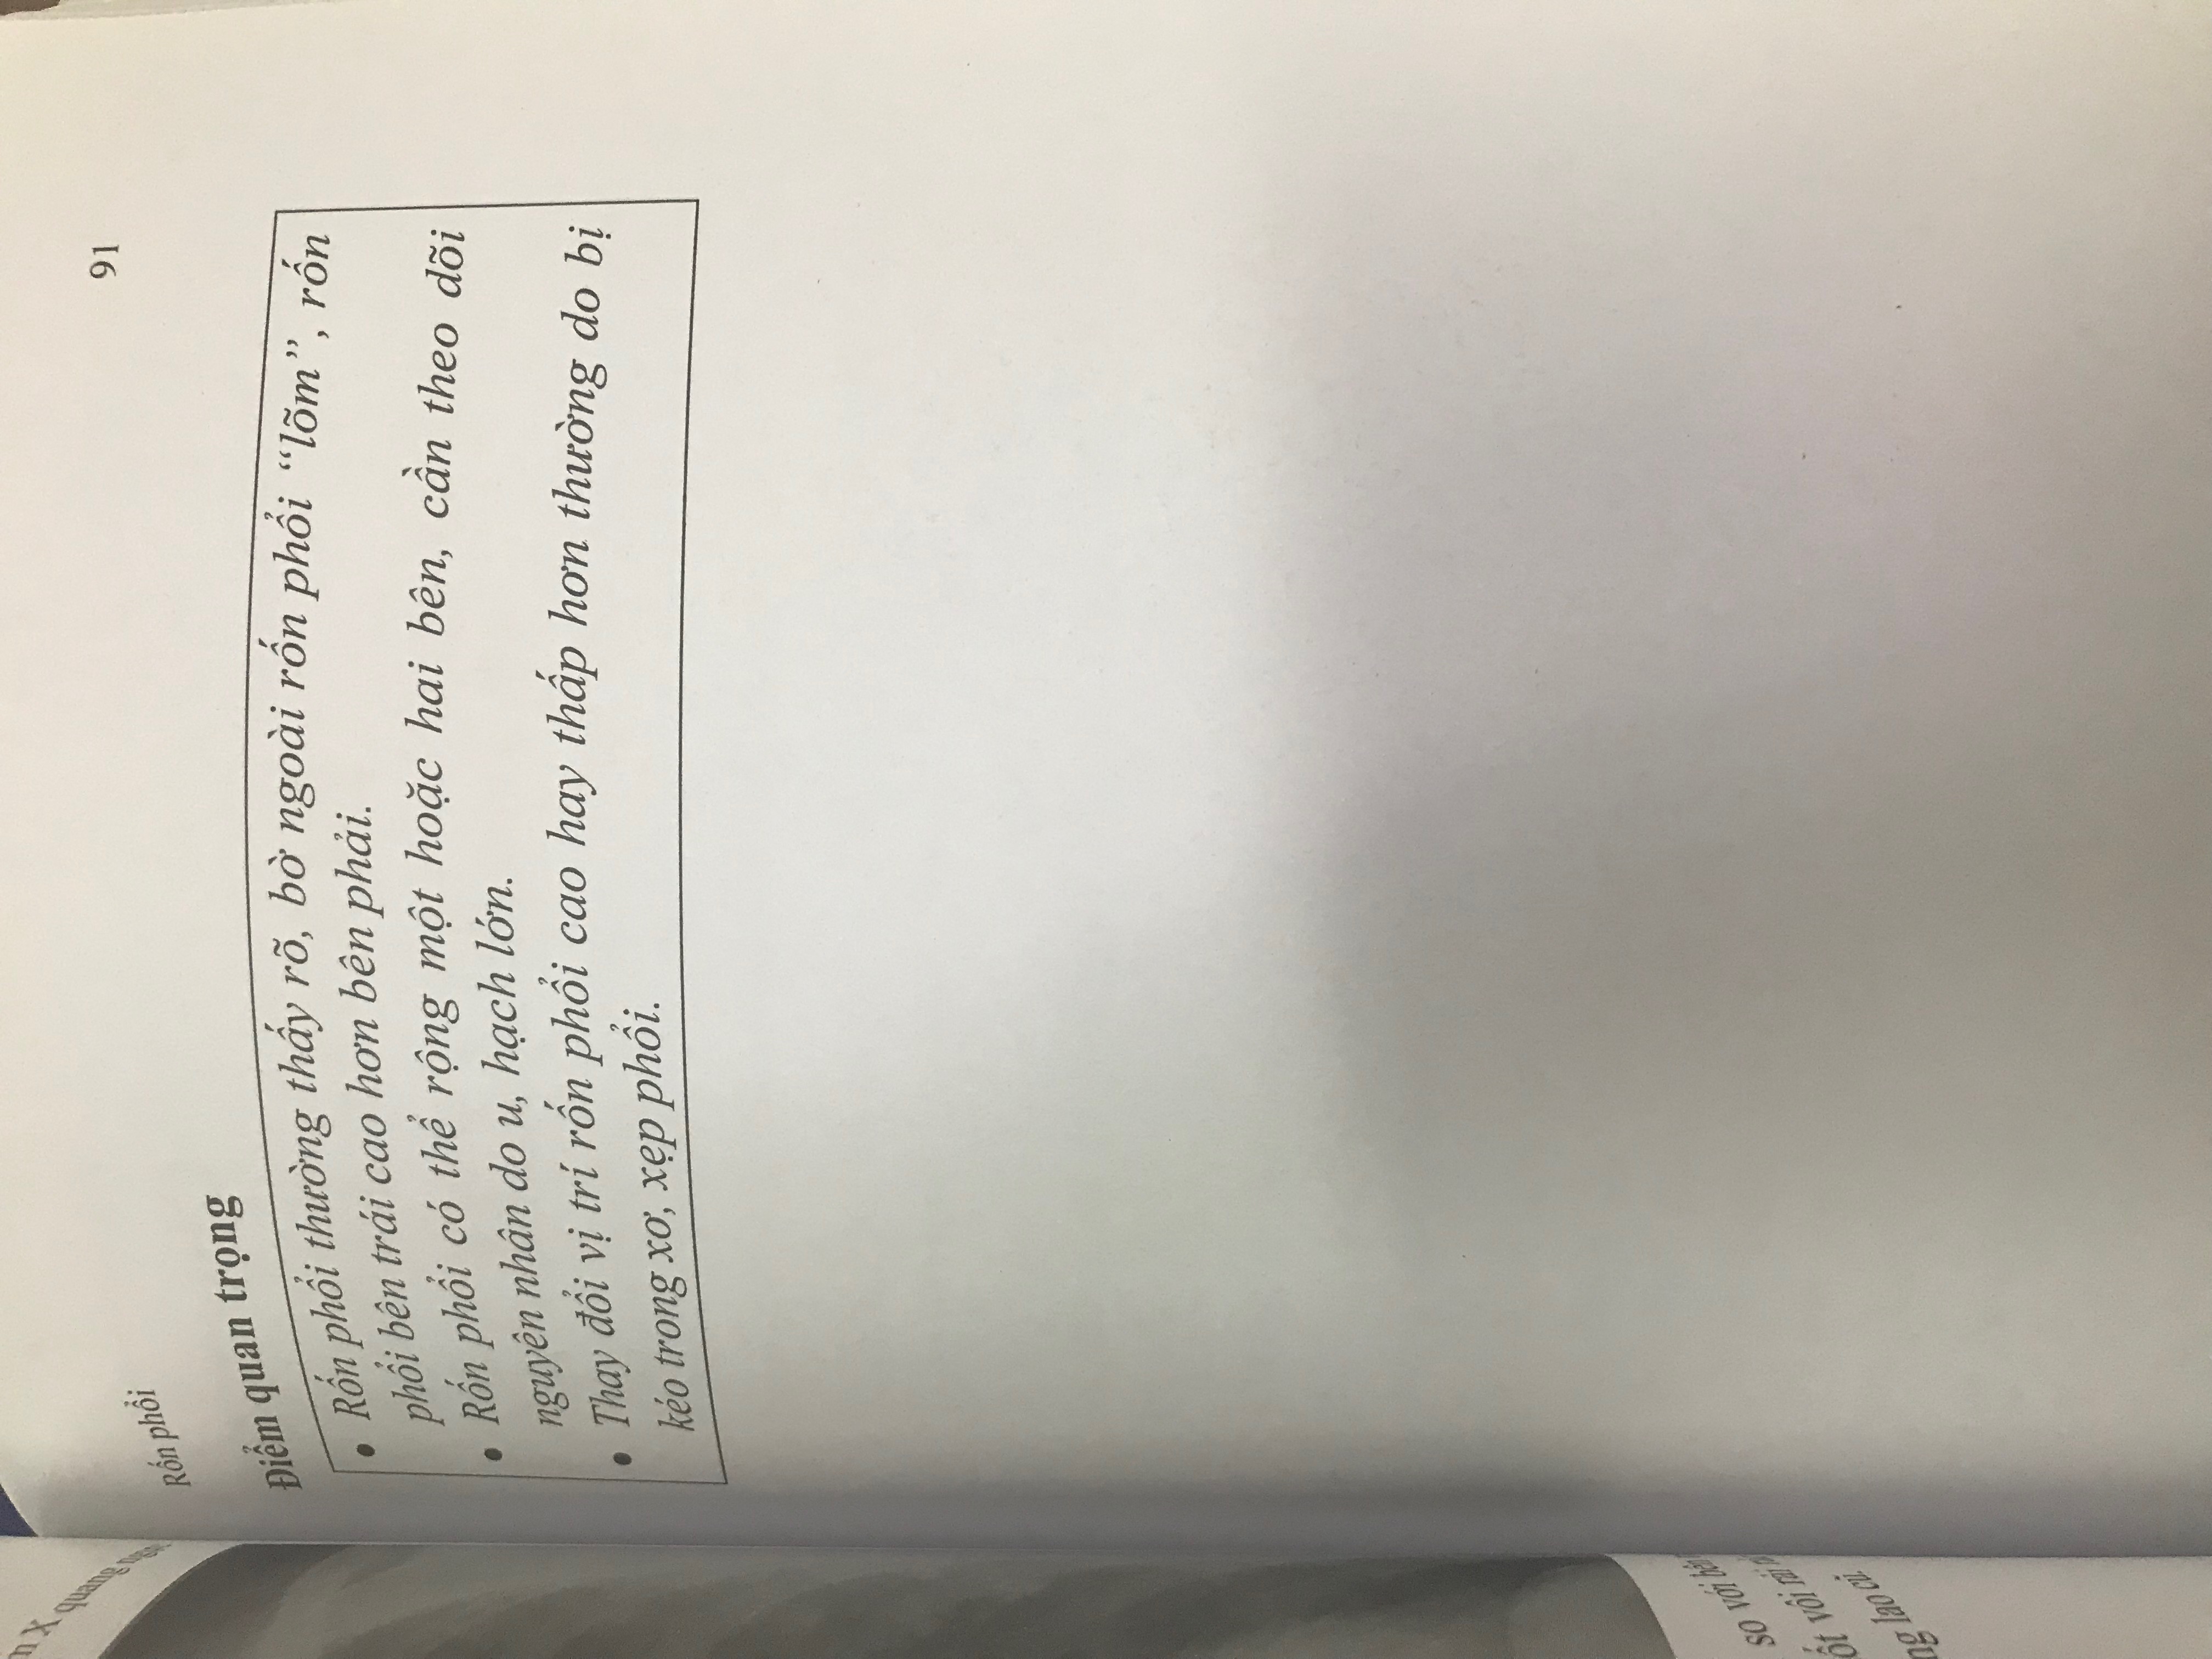 m X quang
91
Rốn phổi
Điểm quan trọng
• Rốn phổi thường thấy rõ, bờ ngoài rốn phổi “lõm”, rốn
phổi bên trái cao hơn bên phải.
• Rốn phổi có thể rộng một hoặc hai bên, cần theo dõi
nguyên nhân do u, hạch lớn.
• Thay đổi vị trí rốn phổi cao hay thấp hơn thường do bị
kéo trong xơ, xẹp phổi.
so với bên
ốt vôi rải
ng lao cũ.